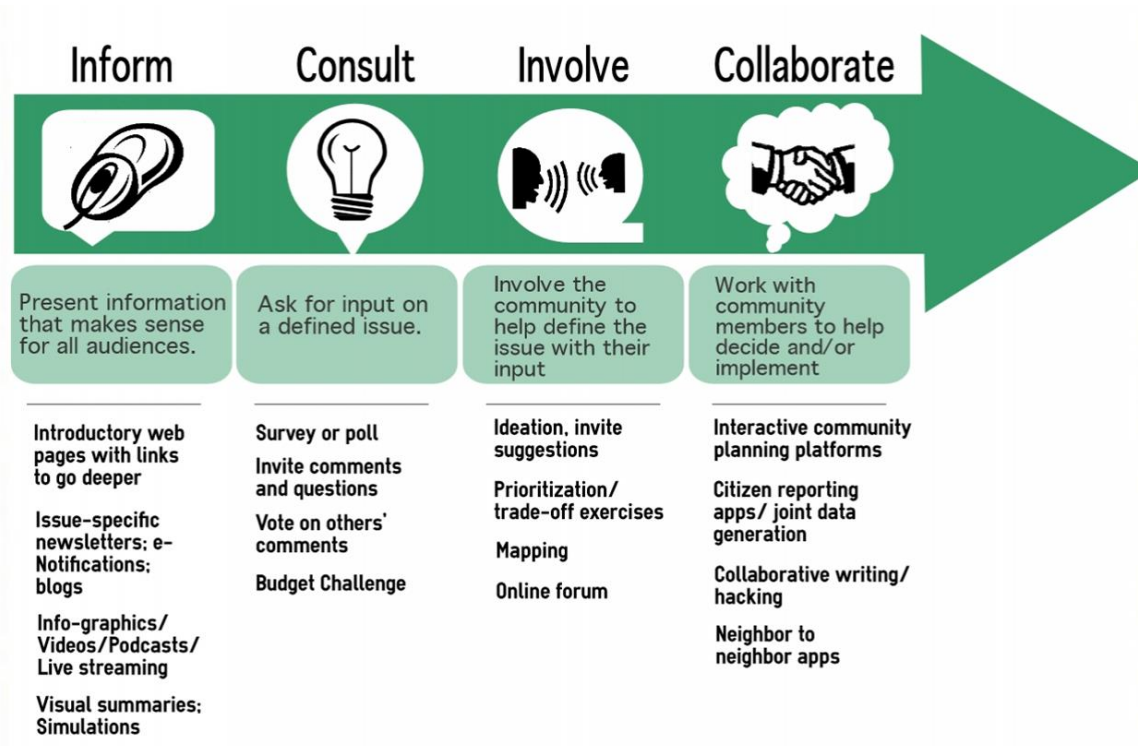 Inform
Consult
Involve
Collaborate
Present information
that makes sense
for all audiences.
Ask for input on
a defined issue.
Involve the
community to
help define the
issue with their
input
Work with
community
members to help
decide and/or
implement
Introductory web
pages with links
to go deeper
Issue-specific
newsletters; e-
Notifications;
blogs
Info-graphics/
Videos/Podcasts/
Live streaming
Visual summaries;
Simulations
Survey or poll
Invite comments
and questions
Vote on others'
comments
Budget Challenge
Ideation, invite
suggestions
Prioritization/
trade-off exercises
Mapping
Online forum
Interactive community
planning platforms
Citizen reporting
apps/ joint data
generation
Collaborative writing/
hacking
Neighbor to
neighbor apps